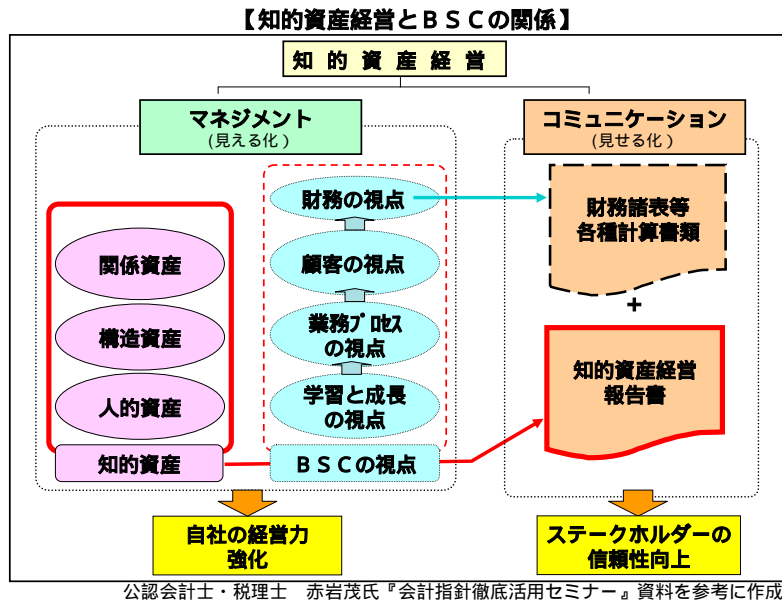 【知的資産経営とＢＳＣの関係】
知的資産経営
マネジメント
(見える化)
コミュニケーション
(見せる化)
財務の視点
顧客の視点
業務ﾌﾟﾛｾｽ
の視点
学習と成長
の視点
ＢＳＣの視点
関係資産
構造資産
人的資産
知的資産
財務諸表等
各種計算書類
+
知的資産経営
報告書
自社の経営力
強化
ステークホルダーの
信頼性向上
公認会計士・税理士　赤岩茂氏『会計指針徹底活用セミナー』資料を参考に作成